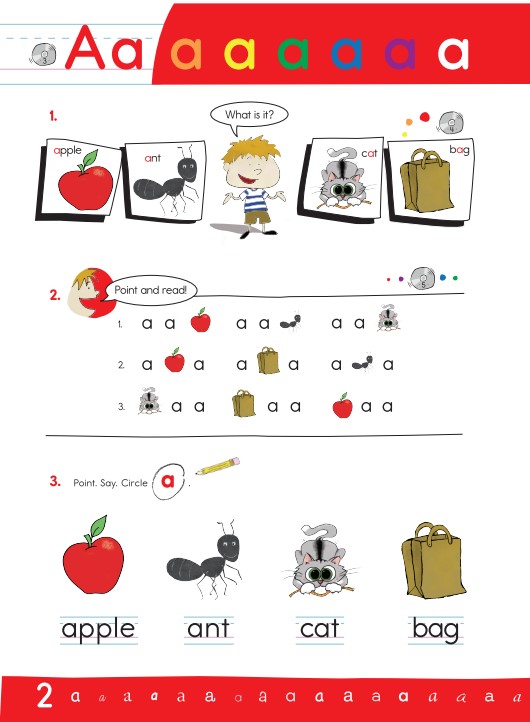 3 Aa a a a a a a
1.
What is it?
4
apple ant cat bag
2. Point and read!
5
1. a a a a a a
2. a a a a a a
3. a a a a a a
3. Point. Say. Circle a .
apple ant cat bag
2 a a a a a a a a a a a a a a a a a